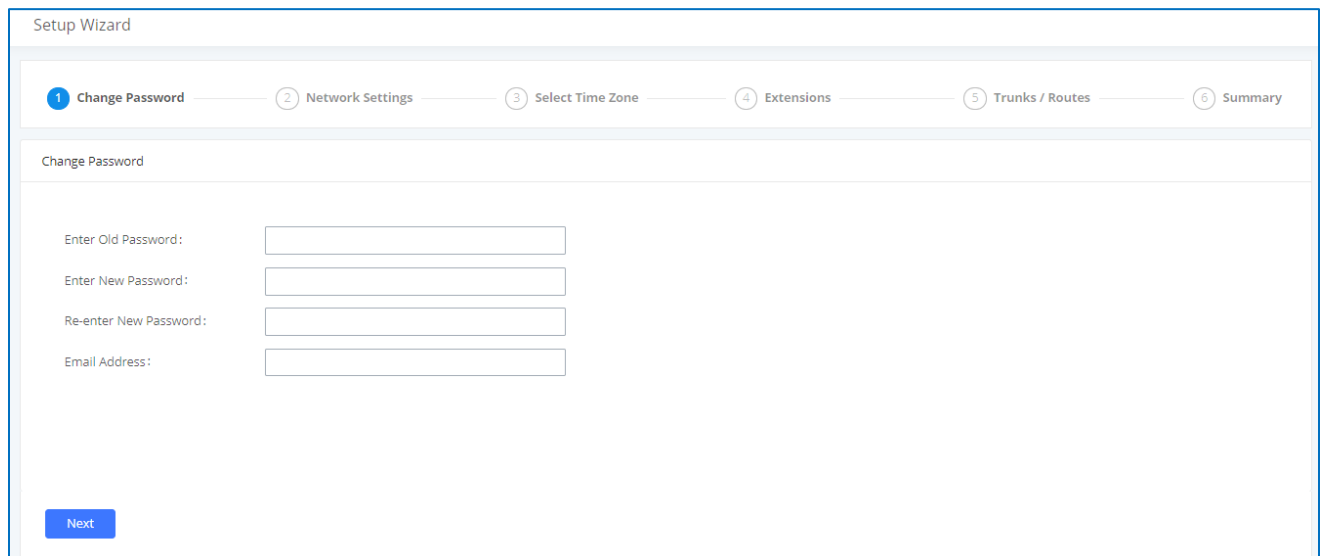 Setup Wizard
1 Change Password 2 Network Settings 3 Select Time Zone 4 Extensions 5 Trunks / Routes 6 Summary
Change Password
Enter Old Password:
Enter New Password:
Re-enter New Password:
Email Address:
Next